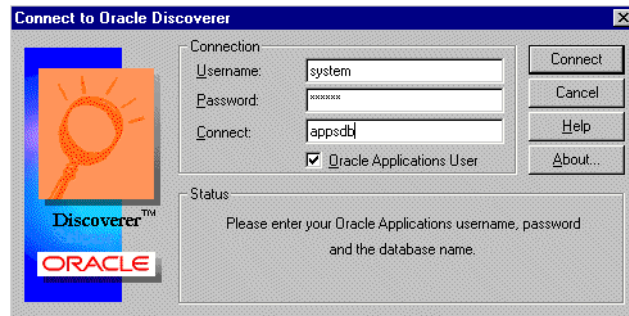 Connect to Oracle Discoverer
Connection
Username: system
Password: xxxxxx
Connect: appsdb
Oracle Applications User
Connect
Cancel
Help
About...
Discoverer™
ORACLE
Status
Please enter your Oracle Applications username, password
and the database name.